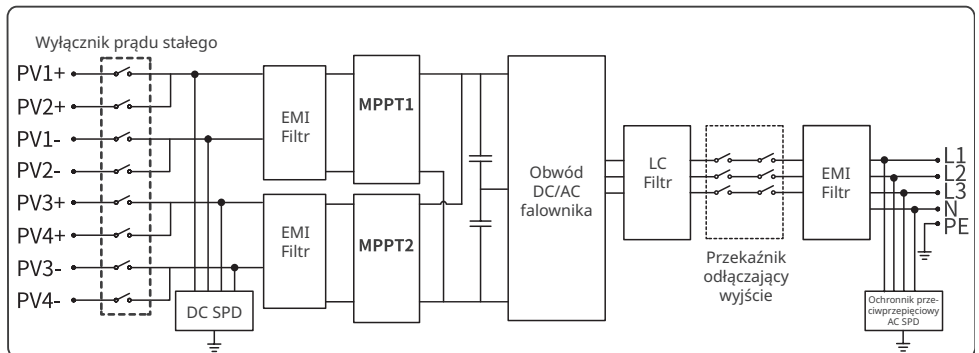 Wyłącznik prądu stałego
PV1+
PV2+
PV1-
PV2-
PV3+
PV4+
PV3-
PV4-
DC SPD
EMI
Filtr
EMI
Filtr
MPPT1
MPPT2
Obwód
DC/AC
falownika
LC
Filtr
Przekaźnik
odłączający
wyjście
EMI
Filtr
L1
L2
L3
N
PE
Ochronnik prze-
ciwprzepięciowy
AC SPD